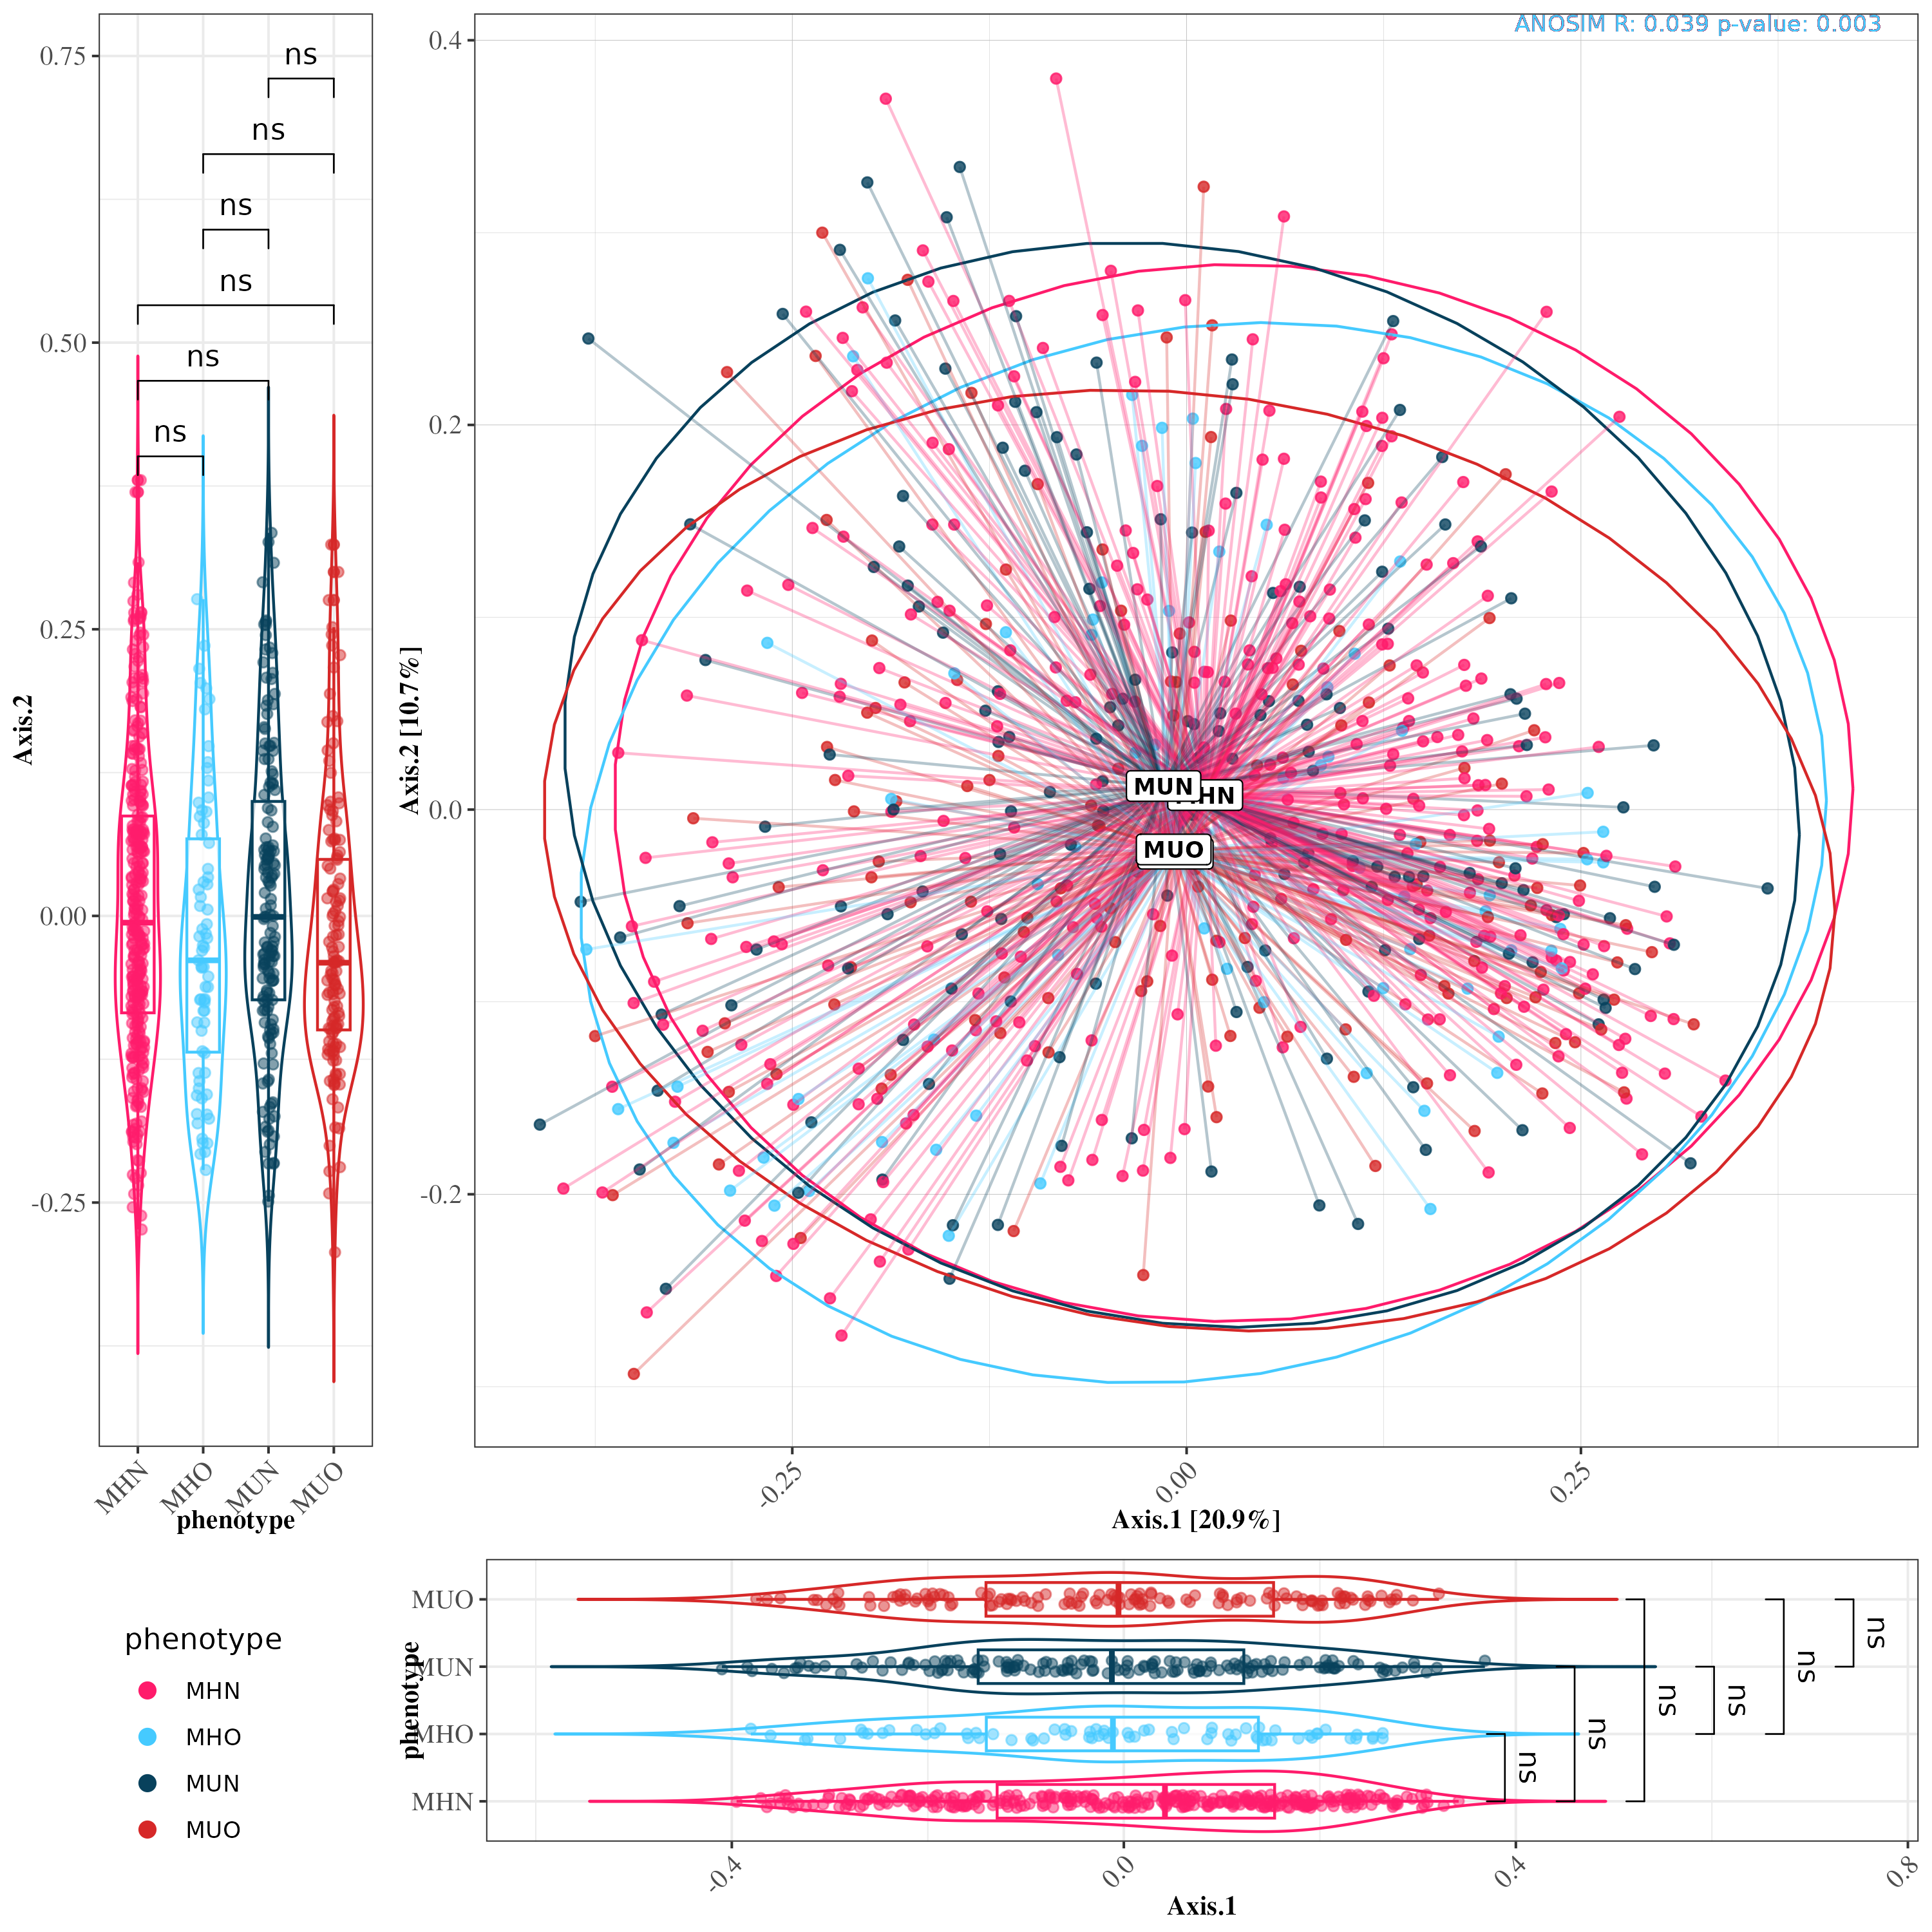 ANOSIM R: 0.039 p-value: 0.003
0.75
0.50
0.25
0.00
-0.25
Axis.2
ns
ns
ns
ns
ns
ns
MHN
MHO
MUN
MUO
phenotype
0.4
0.2
0.0
-0.2
Axis.2 [10.7%]
MUN
MHN
MUO
-0.25
0.00
0.25
Axis.1 [20.9%]
phenotype
MHN
MHO
MUN
MUO
phenotype
MUO
MUN
MHO
MHN
ns
ns
ns
ns
ns
ns
-0.4
0.0
0.4
0.8
Axis.1